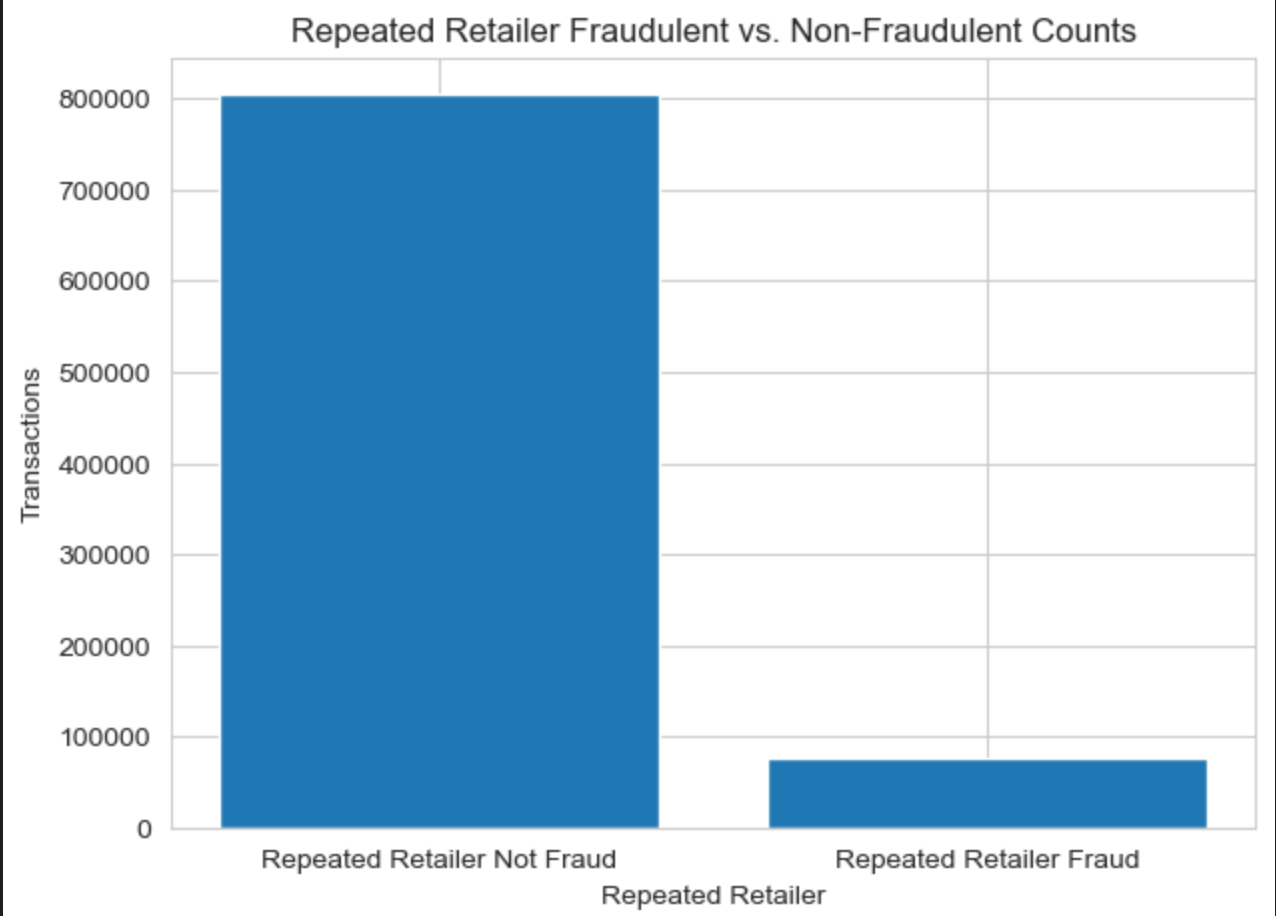 Repeated Retailer Fraudulent vs. Non-Fraudulent Counts
800000
700000
600000
500000
400000
300000
200000
100000
0
Transactions
Repeated Retailer Not Fraud
Repeated Retailer Fraud
Repeated Retailer